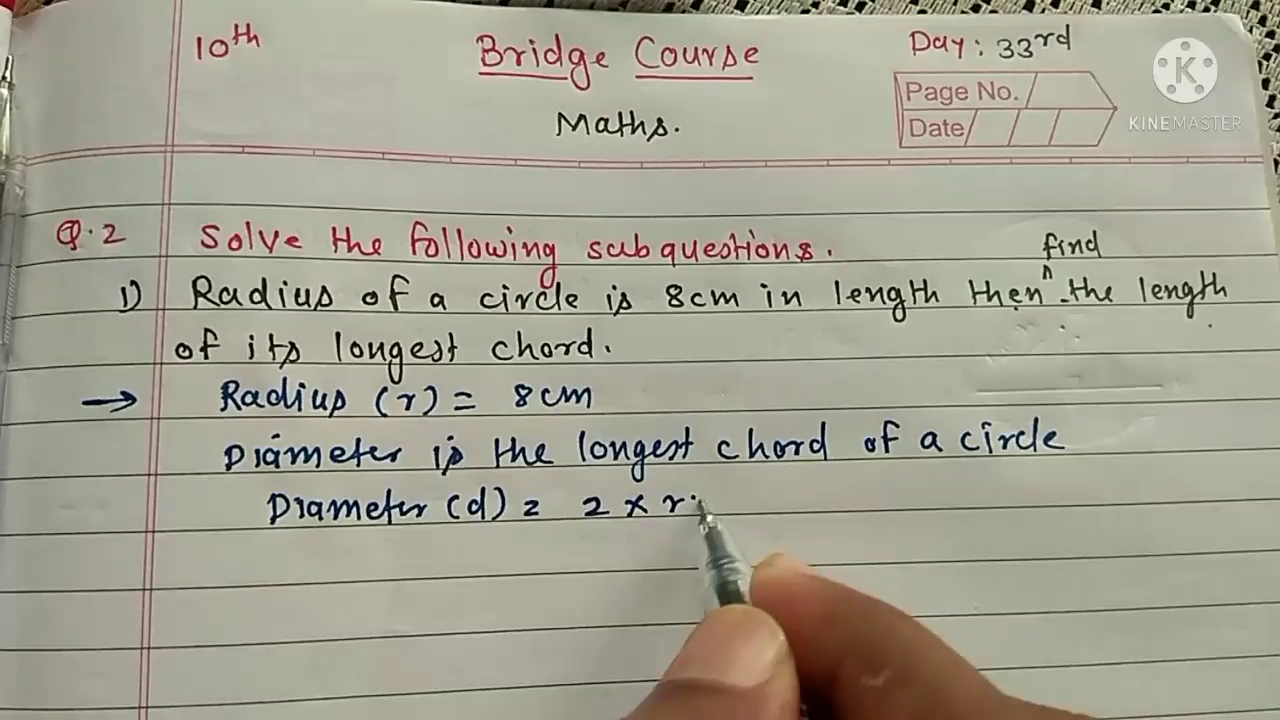 10th
Bridge Course
Day: 33rd
Maths.
Page No.
Date
KINEMASTER
Q.2 Solve the following subquestions.
find
1) Radius of a circle is 8cm in length then ^ the length
of its longest chord.
→ Radius (r) = 8cm
Diameter is the longest chord of a circle
Diameter (d) = 2 × r